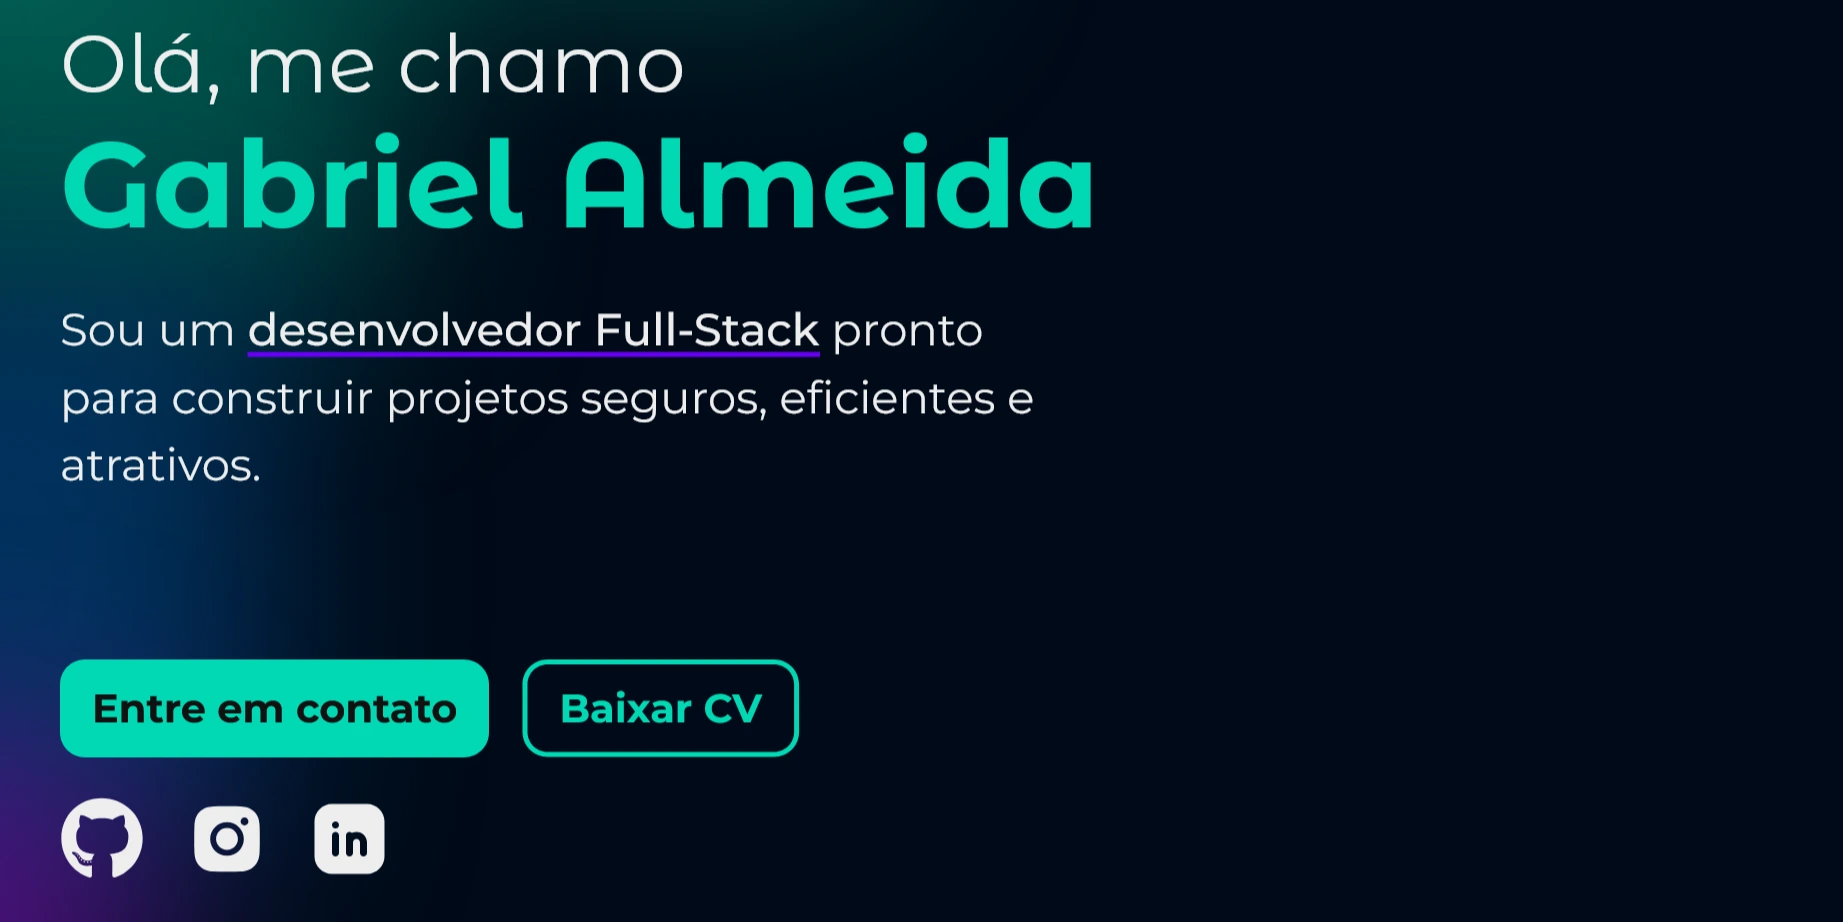 Olá, me chamo
Gabriel Almeida
Sou um desenvolvedor Full-Stack pronto
para construir projetos seguros, eficientes e
atrativos.
Entre em contato
Baixar CV
in